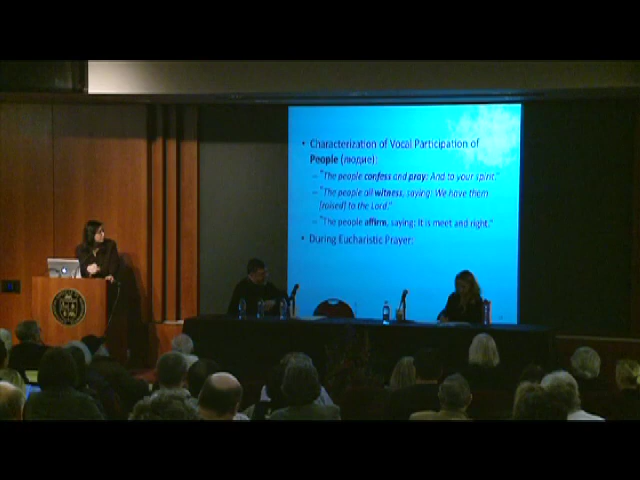 • Characterization of Vocal Participation of
People (людие):
– "The people confess and pray: And to your spirit."
– "The people all witness, saying: We have them
[raised] to the Lord."
– "The people affirm, saying: It is meet and right."
• During Eucharistic Prayer: